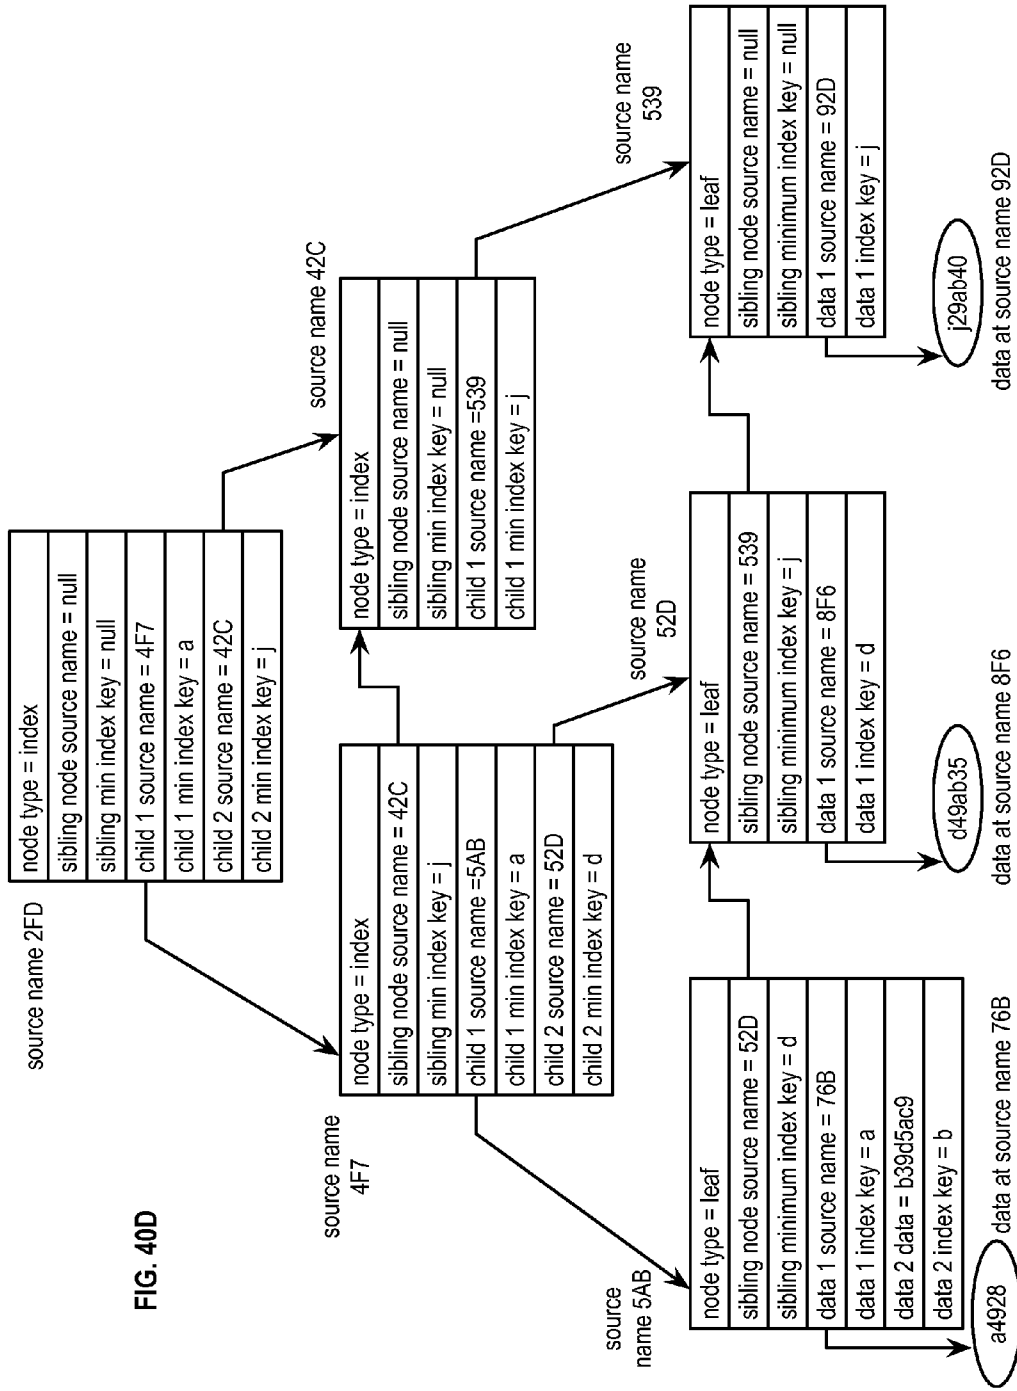 FIG. 40D
source name 2FD
node type = index
sibling node source name = null
sibling min index key = null
child 1 source name = 4F7
child 1 min index key = a
child 2 source name = 42C
child 2 min index key = j
source name
4F7
node type = index
sibling node source name = 42C
sibling min index key = j
child 1 source name =5AB
child 1 min index key = a
child 2 source name = 52D
child 2 min index key = d
source name 42C
node type = index
sibling node source name = null
sibling min index key = null
child 1 source name =539
child 1 min index key = j
source
name 5AB
node type = leaf
sibling node source name = 52D
sibling minimum index key = d
data 1 source name = 76B
data 1 index key = a
data 2 data = b39d5ac9
data 2 index key = b
a4928
data at source name 76B
source name
52D
node type = leaf
sibling node source name = 539
sibling minimum index key = j
data 1 source name = 8F6
data 1 index key = d
d49ab35
data at source name 8F6
source name
539
node type = leaf
sibling node source name = null
sibling minimum index key = null
data 1 source name = 92D
data 1 index key = j
j29ab40
data at source name 92D